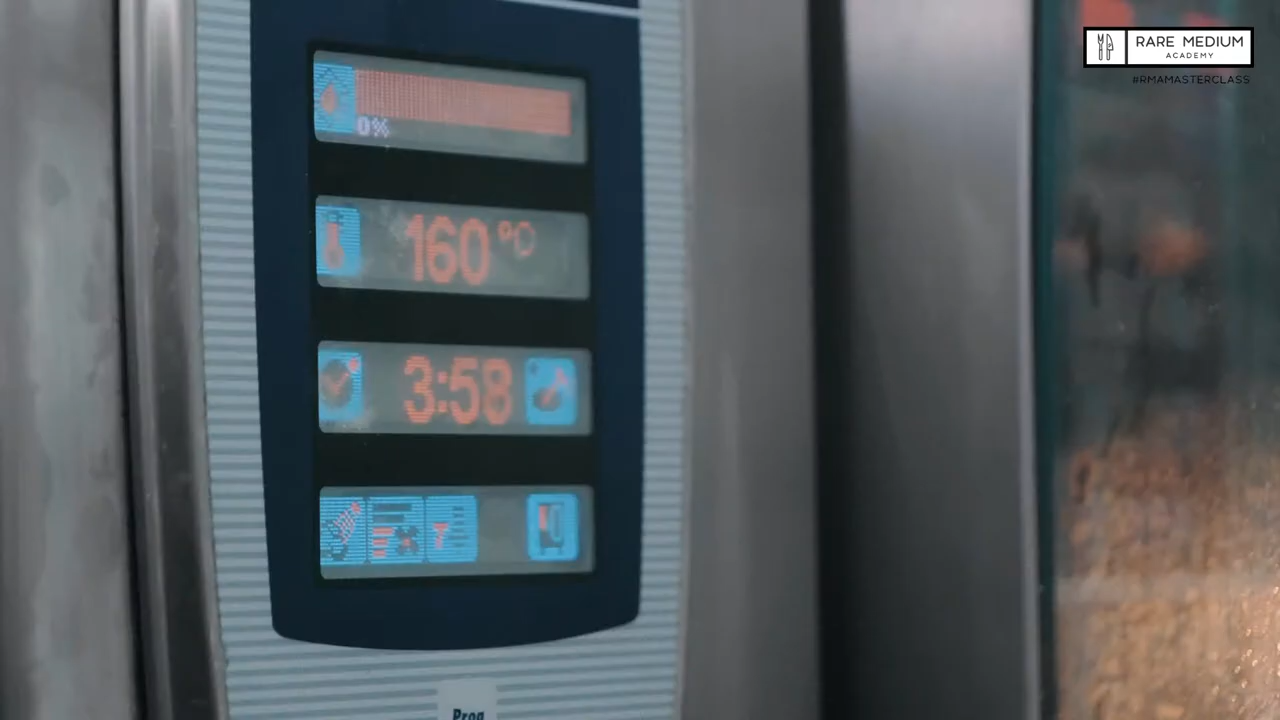 RARE MEDIUM
ACADEMY
#RMAMASTERCLASS
0%
160 °C
3:58
Prog